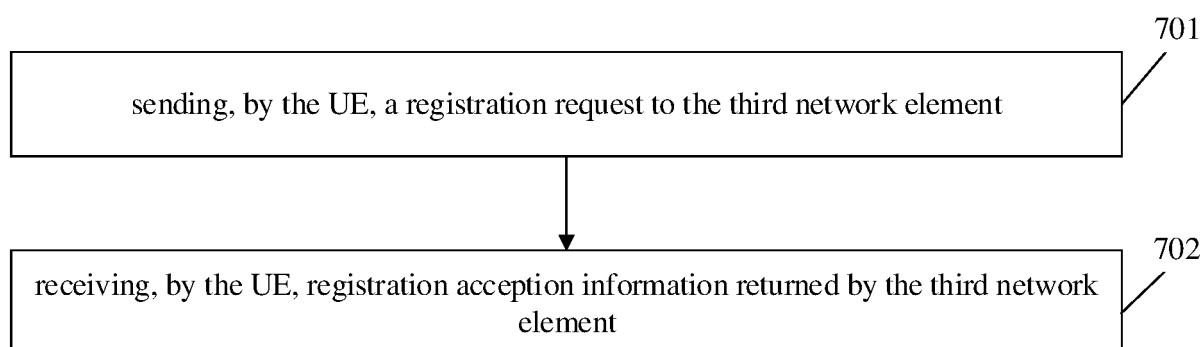 701
sending, by the UE, a registration request to the third network element
702
receiving, by the UE, registration acception information returned by the third network
element